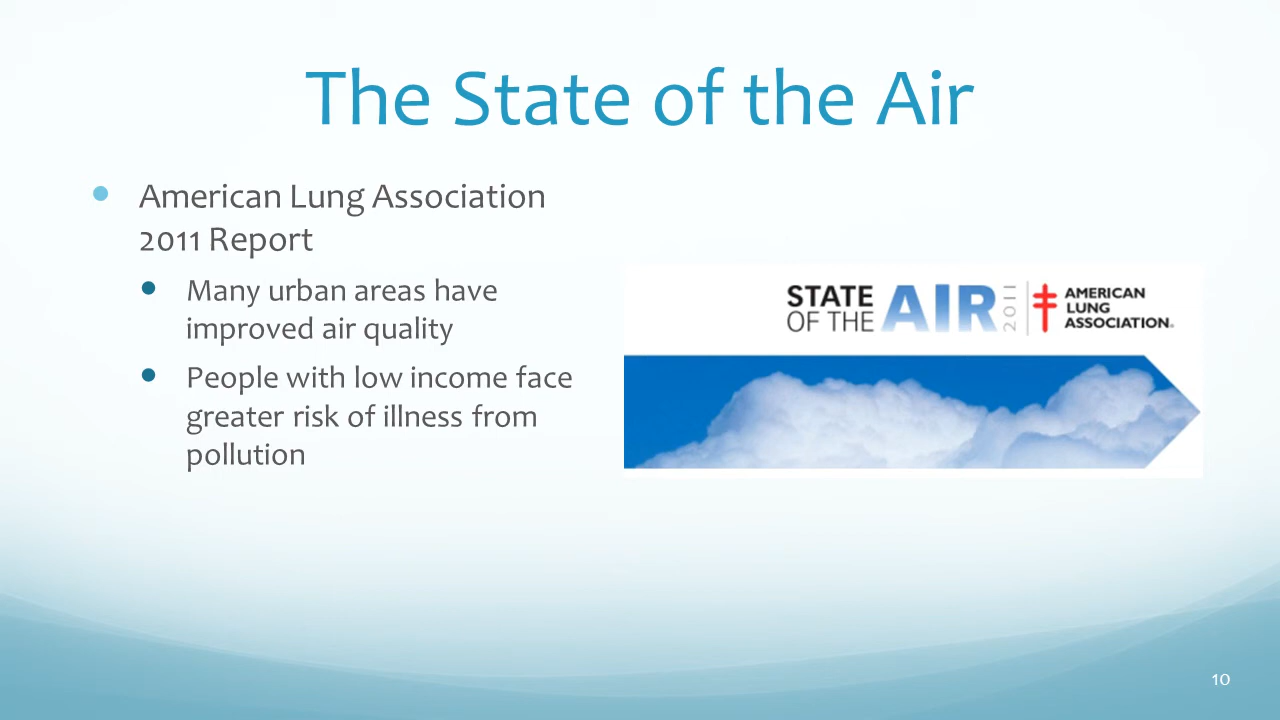 The State of the Air
American Lung Association
2011 Report
Many urban areas have
improved air quality
People with low income face
greater risk of illness from
pollution
STATE
OF THE AIR 2011
AMERICAN
LUNG
ASSOCIATION®
10